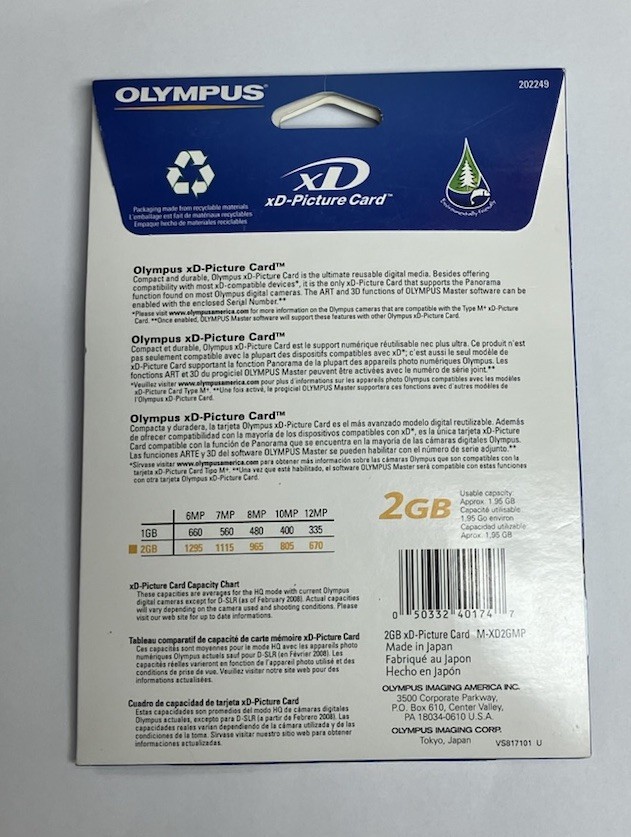 OLYMPUS®
202249
Packaging made from recyclable materials
L'emballage est fait de matériaux recyclables
Empaque hecho de materiales reciclables
xD
xD-Picture Card™
Environmentally Friendly
Olympus xD-Picture Card™
Compact and durable, Olympus xD-Picture Card is the ultimate reusable digital media. Besides offering
compatibility with most xD-compatible devices*, it is the only xD-Picture Card that supports the Panorama
function found on most Olympus digital cameras. The ART and 3D functions of OLYMPUS Master software can be
enabled with the enclosed Serial Number.**
*Please visit www.olympusamerica.com for more information on the Olympus cameras that are compatible with the Type M+ xD-Picture
Card. **Once enabled, OLYMPUS Master software will support these features with other Olympus xD-Picture Card.
Olympus xD-Picture Card™
Compact et durable, Olympus xD-Picture Card est le support numérique réutilisable nec plus ultra. Ce produit n'est
pas seulement compatible avec la plupart des dispositifs compatibles avec xD*; c'est aussi le seul modèle de
xD-Picture Card supportant la fonction Panorama de la plupart des appareils photo numériques Olympus. Les
fonctions ART et 3D du progiciel OLYMPUS Master peuvent être activées avec le numéro de série joint.**
*Veuillez visiter www.olympusamerica.com pour plus d'informations sur les appareils photo Olympus compatibles avec les modèles
xD-Picture Card Type M+. **Une fois activé, le progiciel OLYMPUS Master supportera ces fonctions avec d'autres modèles de
l'Olympus xD-Picture Card.
Olympus xD-Picture Card™
Compacta y duradera, la tarjeta Olympus xD-Picture Card es el más avanzado modelo digital reutilizable. Además
de ofrecer compatibilidad con la mayoría de los dispositivos compatibles con xD*, es la única tarjeta xD-Picture
Card compatible con la función de Panorama que se encuentra en la mayoría de las cámaras digitales Olympus.
Las funciones ARTE y 3D del software OLYMPUS Master se pueden habilitar con el número de serie adjunto.**
*Sírvase visitar www.olympusamerica.com para obtener más información sobre las cámaras Olympus que son compatibles con la
tarjeta xD-Picture Card Tipo M+. **Una vez que esté habilitado, el software OLYMPUS Master será compatible con estas funciones
con otra tarjeta Olympus xD-Picture Card.
6MP 7MP 8MP 10MP 12MP
1GB 660 560 480 400 335
2GB 1295 1115 965 805 670
2GB
Usable capacity:
Approx. 1.95 GB
Capacité utilisable:
1,95 Go environ
Capacidad utilizable:
Aprox. 1,95 GB
xD-Picture Card Capacity Chart
These capacities are averages for the HQ mode with current Olympus
digital cameras except for D-SLR (as of February 2008). Actual capacities
will vary depending on the camera used and shooting conditions. Please
visit our web site for up to date informations.
Tableau comparatif de capacité de carte mémoire xD-Picture Card
Ces capacités sont moyennes pour le mode HQ avec les appareils photo
numériques Olympus actuels sauf pour D-SLR (en Février 2008). Les
capacités réelles varieront en fonction de l'appareil photo utilisé et des
conditions de prise de vue. Veuillez visiter notre site web pour des
informations actualisées.
Cuadro de capacidad de tarjeta xD-Picture Card
Estas capacidades son promedios del modo HQ de cámaras digitales
Olympus actuales, excepto para D-SLR (a partir de Febrero 2008). Las
capacidades reales varían dependiendo de la cámara utilizada y de las
condiciones de la toma. Sírvase visitar nuestro sitio web para obtener
informaciones actualizadas.
0 50332 40174 7
2GB xD-Picture Card M-XD2GMP
Made in Japan
Fabriqué au Japon
Hecho en Japón
OLYMPUS IMAGING AMERICA INC.
3500 Corporate Parkway,
P.O. Box 610, Center Valley,
PA 18034-0610 U.S.A.
OLYMPUS IMAGING CORP.
Tokyo, Japan
VS817101 U